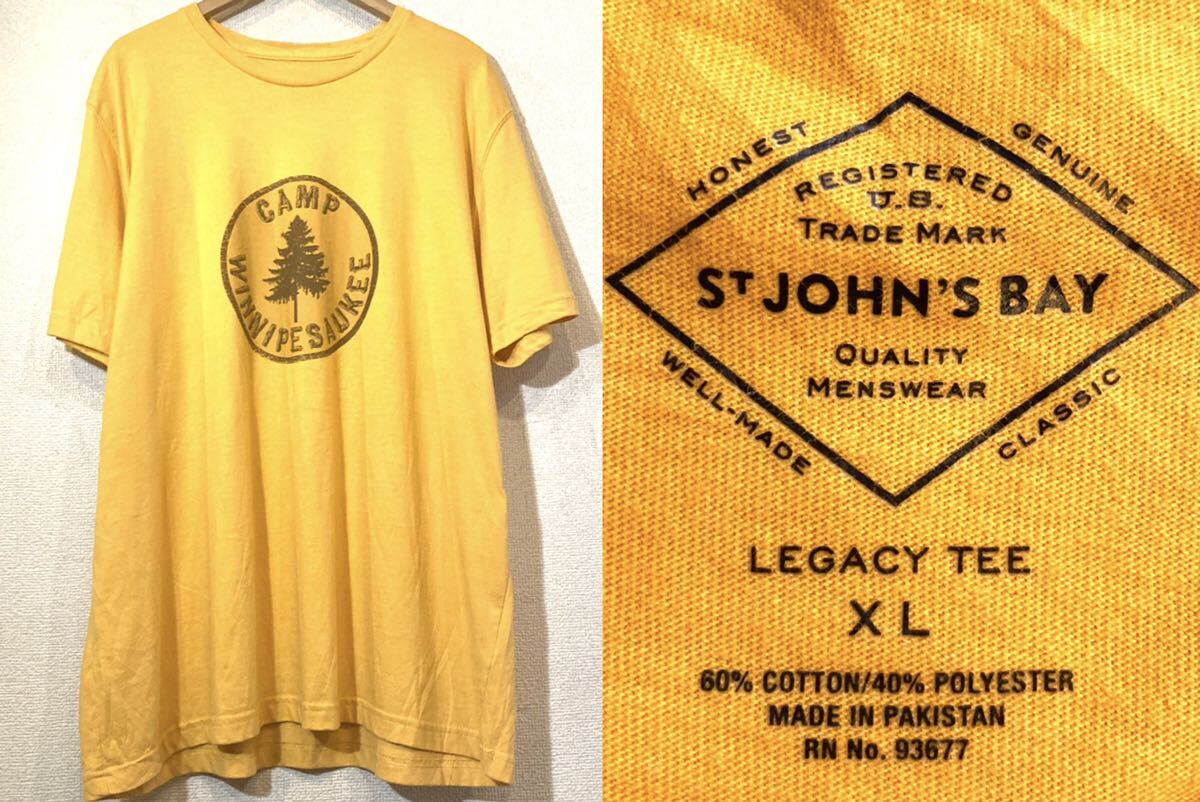 CAMP
WINNIPESAUKEE
HONEST
GENUINE
REGISTERED
U.S.
TRADE MARK
ST JOHN'S BAY
QUALITY
MENSWEAR
WELL-MADE
CLASSIC
LEGACY TEE
XL
60% COTTON/40% POLYESTER
MADE IN PAKISTAN
RN No. 93677